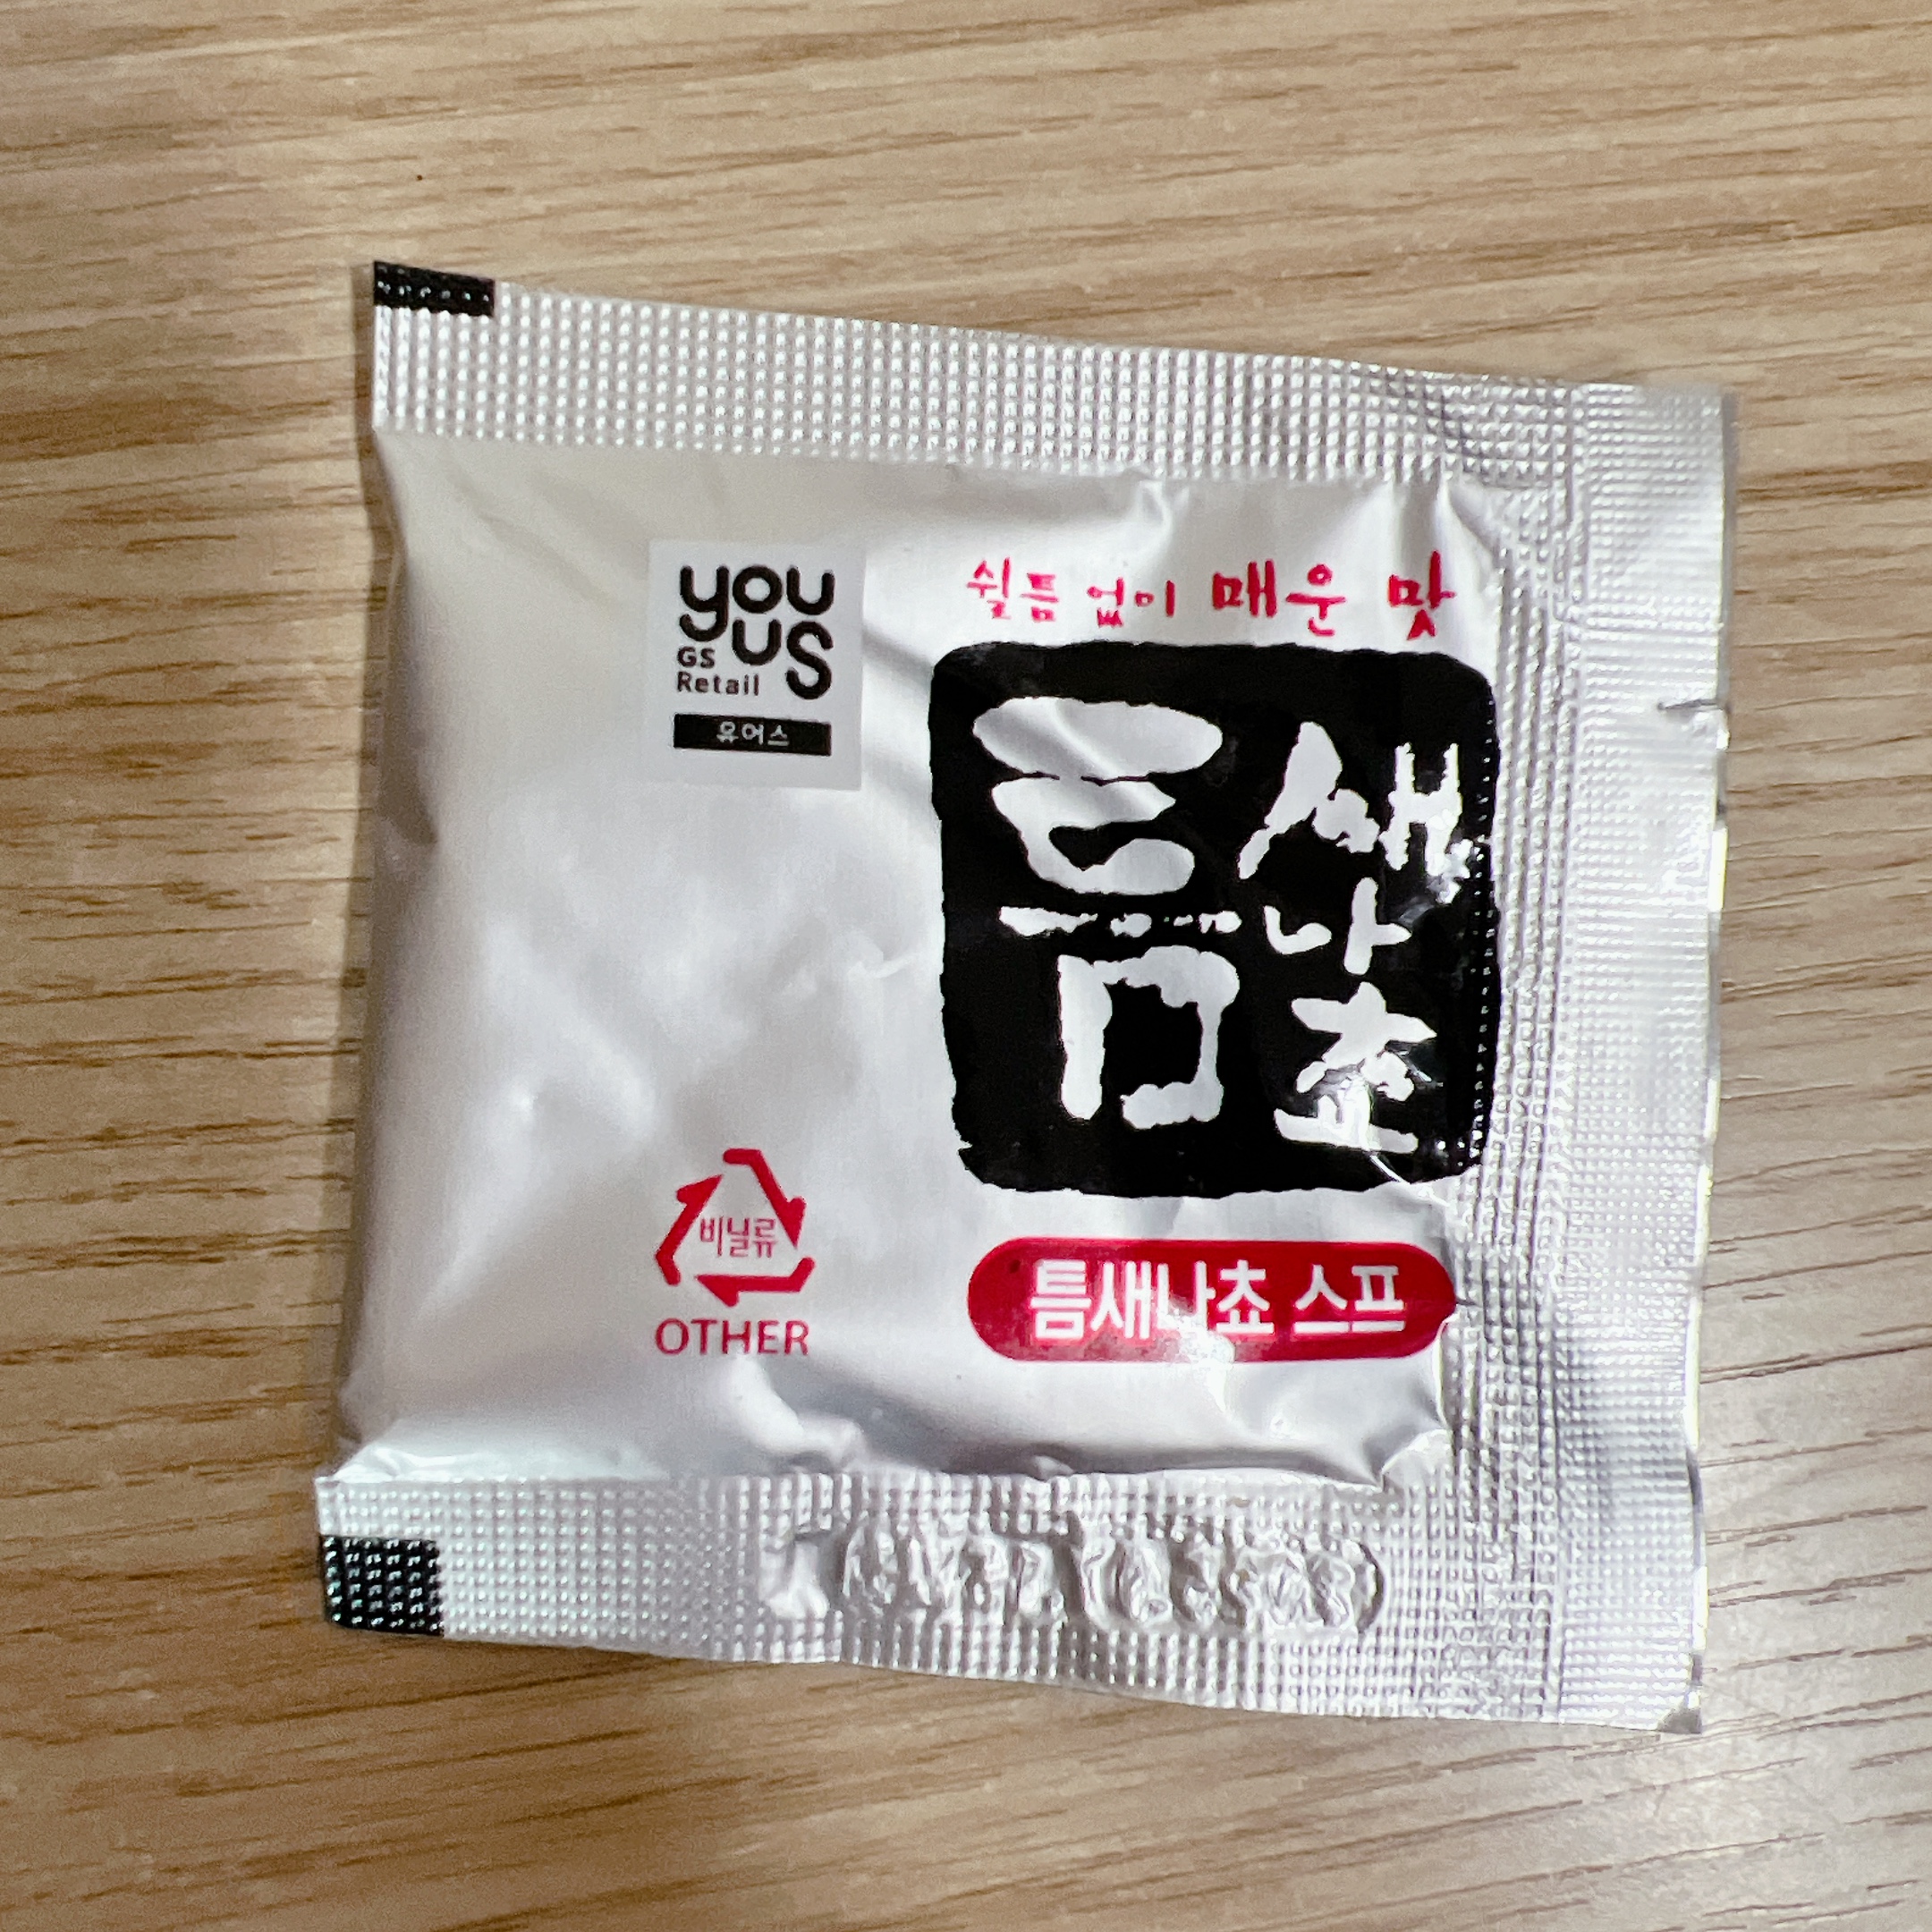 you
us
GS
Retail
유어스
쉴틈 없이 매운 맛
틈새
나쵸
비닐류
OTHER
틈새나쵸 스프